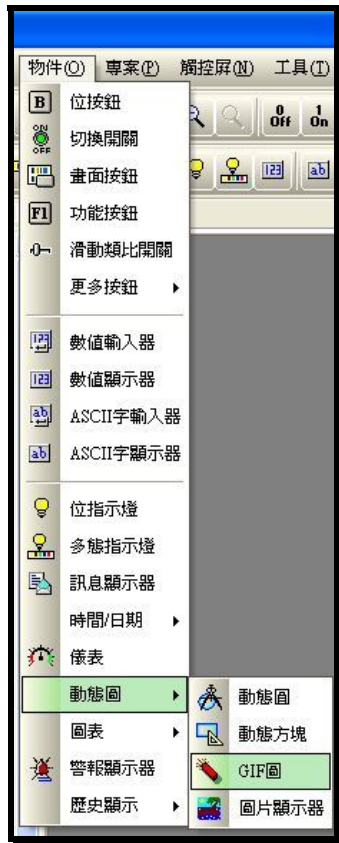 物件(O) 專案(P) 觸控屏(N) 工具(T)
B 位按鈕
0 Off 1 On
ON OFF 切換開關
畫面按鈕
123 ab
F1 功能按鈕
滑動類比開關
更多按鈕
123 數值輸入器
123 數值顯示器
ab ASCII字輸入器
ab ASCII字顯示器
位指示燈
多態指示燈
訊息顯示器
時間/日期
儀表
動態圖 動態圖
圖表 動態方塊
警報顯示器 GIF圖
歷史顯示 圖片顯示器